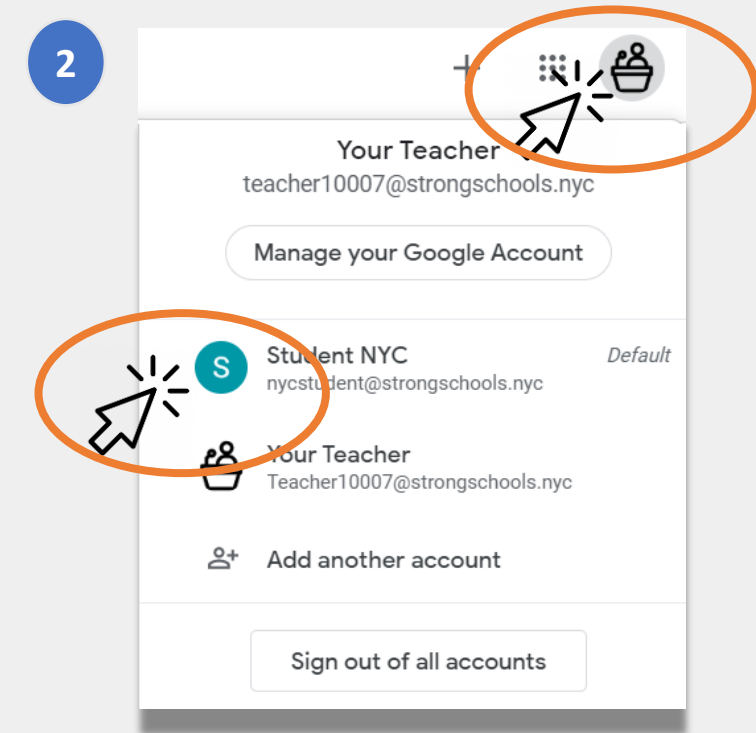 2
Your Teacher
teacher10007@strongschools.nyc
Manage your Google Account
S
Student NYC
Default
nycstudent@strongschools.nyc
Your Teacher
Teacher10007@strongschools.nyc
Add another account
Sign out of all accounts